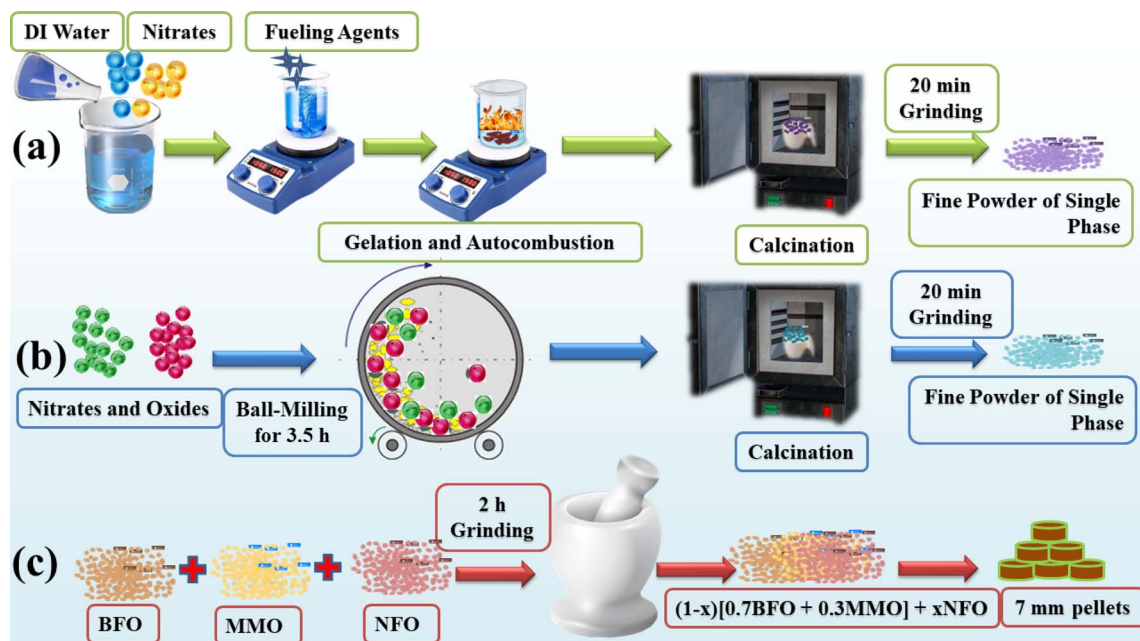 DI Water
Nitrates
Fueling Agents
20 min
Grinding
(a)
Fine Powder of Single
Phase
Gelation and Autocombustion
Calcination
20 min
Grinding
(b)
Nitrates and Oxides
Ball-Milling
for 3.5 h
Fine Powder of Single
Phase
Calcination
2 h
Grinding
(c)
BFO
MMO
NFO
(1-x)[0.7BFO + 0.3MMO] + xNFO
7 mm pellets